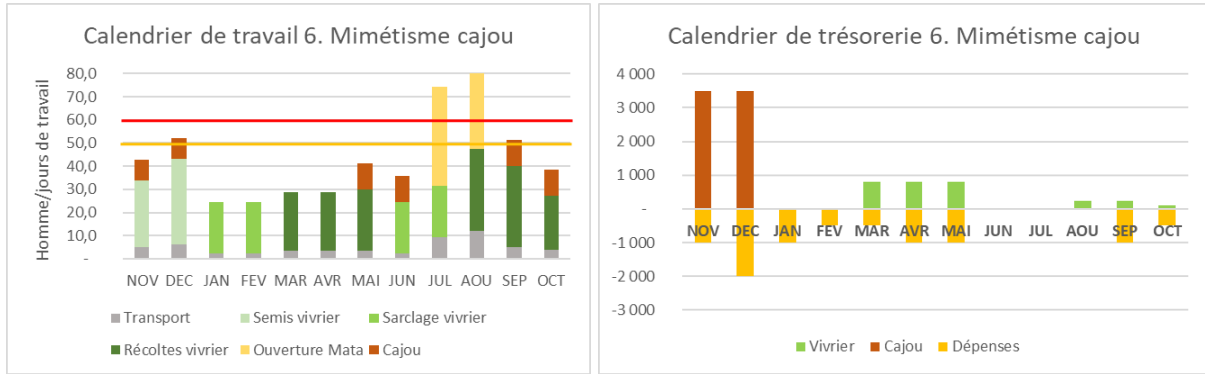 Calendrier de travail 6. Mimétisme cajou
Homme/jours de travail
80,0
70,0
60,0
50,0
40,0
30,0
20,0
10,0
-
NOV DEC JAN FEV MAR AVR MAI JUN JUL AOU SEP OCT
Transport Semis vivrier Sarclage vivrier
Récoltes vivrier Ouverture Mata Cajou
Calendrier de trésorerie 6. Mimétisme cajou
4 000
3 000
2 000
1 000
-
-1 000
-2 000
-3 000
NOV DEC JAN FEV MAR AVR MAI JUN JUL AOU SEP OCT
Vivrier Cajou Dépenses